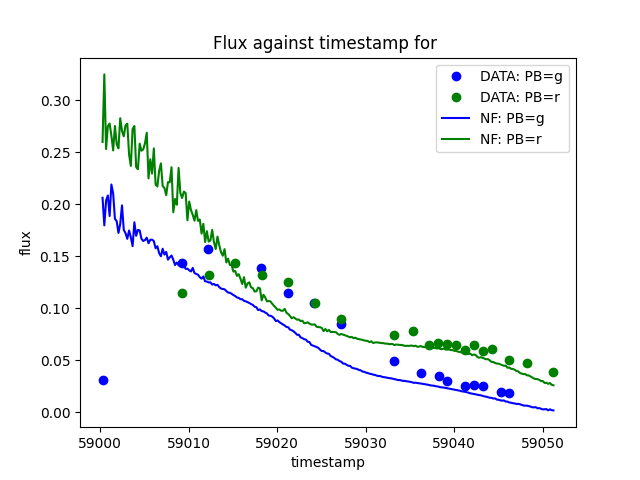 Flux against timestamp for
DATA: PB=g
DATA: PB=r
NF: PB=g
NF: PB=r
flux
0.30
0.25
0.20
0.15
0.10
0.05
0.00
59000 59010 59020 59030 59040 59050
timestamp